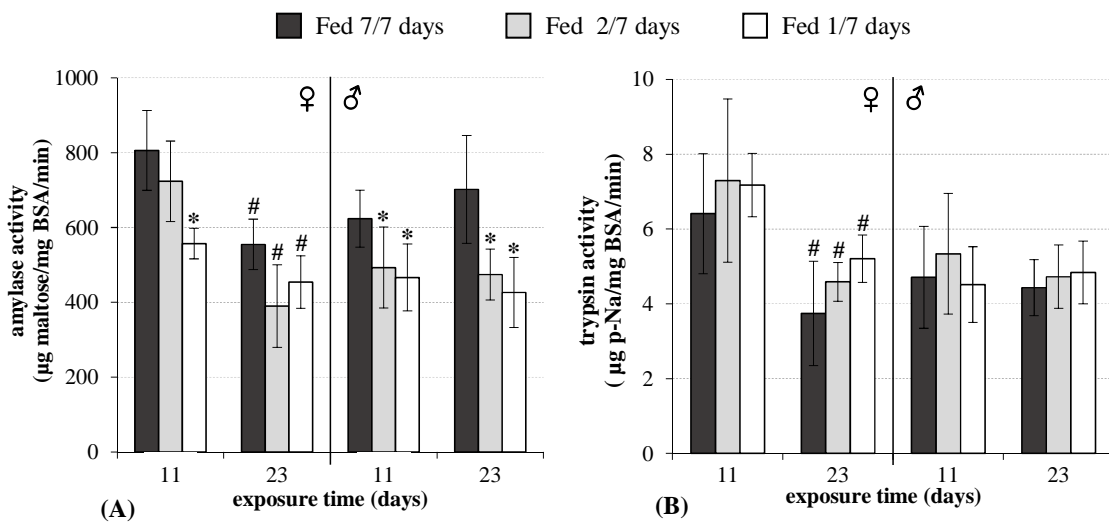 Fed 7/7 days Fed 2/7 days Fed 1/7 days
1000
800
600
400
200
0
amylase activity
(µg maltose/mg BSA/min)
♀ ♂
*
#
#
#
*
*
*
*
11 23 11 23
exposure time (days)
(A)
10
8
6
4
2
0
trypsin activity
( µg p-Na/mg BSA/min)
♀ ♂
# # #
11 23 11 23
exposure time (days)
(B)